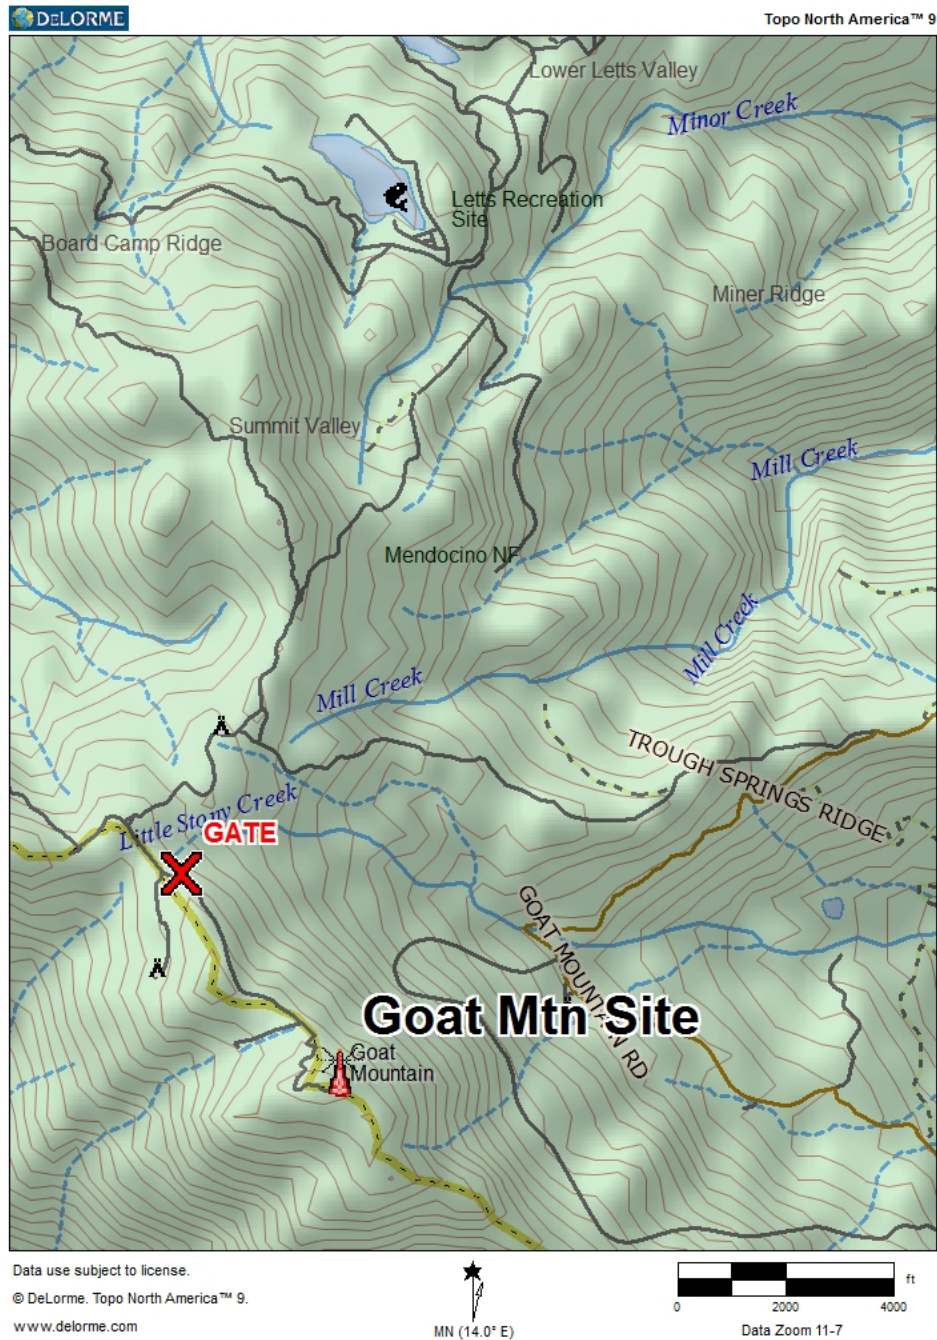 DELORME
Topo North America™ 9
Lower Letts Valley
Minor Creek
Letts Recreation
Site
Board Camp Ridge
Miner Ridge
Summit Valley
Mill Creek
Mendocino NF
Mill Creek
Mill Creek
TROUGH SPRINGS RIDGE
Little Stony Creek
GATE
GOAT MOUNTAIN RD
Goat Mtn Site
Goat
Mountain
Data use subject to license.
© DeLorme. Topo North America™ 9.
www.delorme.com
MN (14.0° E)
ft
0 2000 4000
Data Zoom 11-7